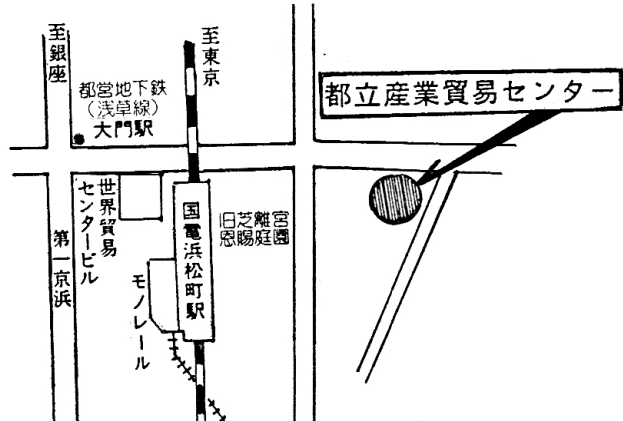 至銀座
至東京
都営地下鉄
(浅草線)
大門駅
都立産業貿易センター
世界貿易
センタービル
国電浜松町駅
旧芝離宮
恩賜庭園
第一京浜
モノレール